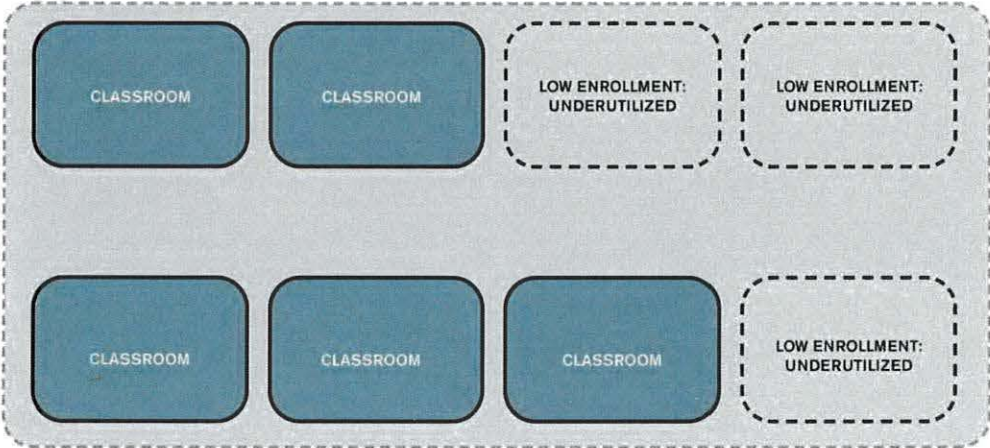 CLASSROOM
CLASSROOM
LOW ENROLLMENT:
UNDERUTILIZED
LOW ENROLLMENT:
UNDERUTILIZED
CLASSROOM
CLASSROOM
CLASSROOM
LOW ENROLLMENT:
UNDERUTILIZED